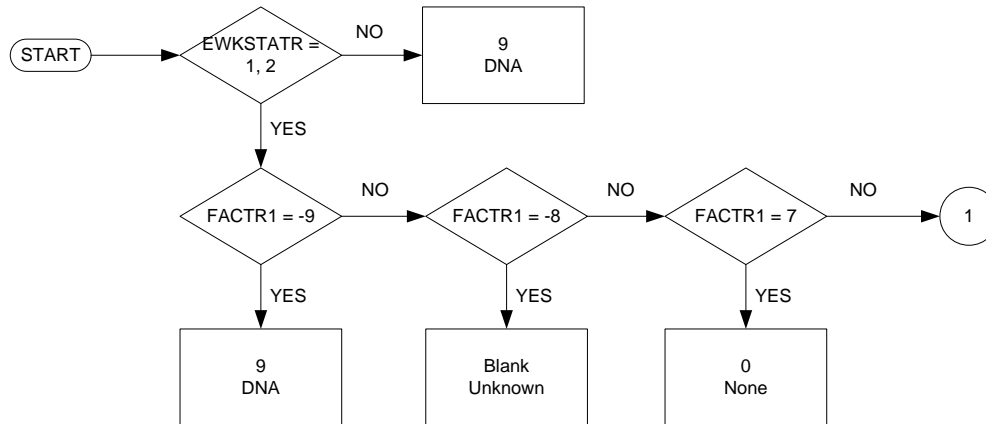 START
EWKSTATR =
1, 2
NO
9
DNA
YES
FACTR1 = -9
NO
FACTR1 = -8
NO
FACTR1 = 7
NO
1
YES
YES
YES
9
DNA
Blank
Unknown
0
None